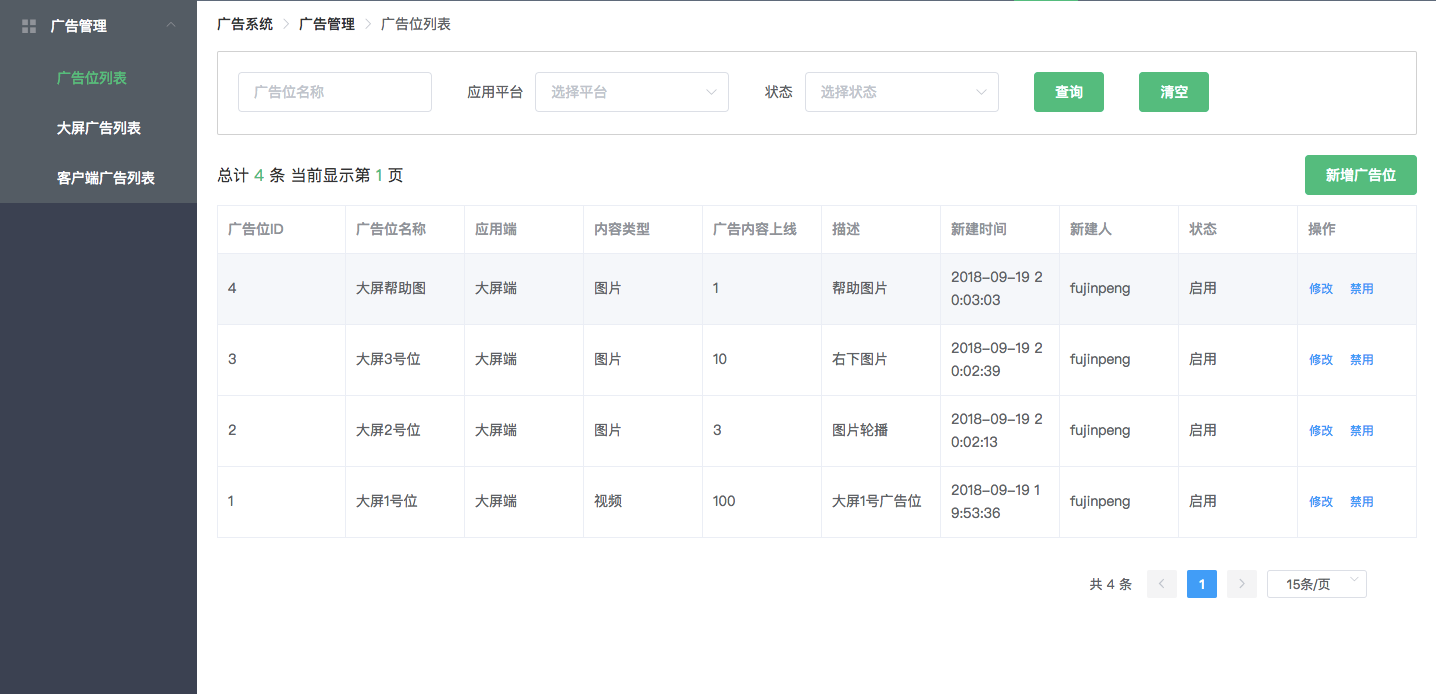 广告管理
广告位列表
大屏广告列表
客户端广告列表
广告系统 广告管理 广告位列表
广告位名称 应用平台 选择平台 状态 选择状态 查询 清空
总计 4 条 当前显示第 1 页 新增广告位
广告位ID 广告位名称 应用端 内容类型 广告内容上线 描述 新建时间 新建人 状态 操作
4 大屏帮助图 大屏端 图片 1 帮助图片 2018-09-19 2
0:03:03 fujinpeng 启用 修改 禁用
3 大屏3号位 大屏端 图片 10 右下图片 2018-09-19 2
0:02:39 fujinpeng 启用 修改 禁用
2 大屏2号位 大屏端 图片 3 图片轮播 2018-09-19 2
0:02:13 fujinpeng 启用 修改 禁用
1 大屏1号位 大屏端 视频 100 大屏1号广告位 2018-09-19 1
9:53:36 fujinpeng 启用 修改 禁用
共 4 条 1 15条/页